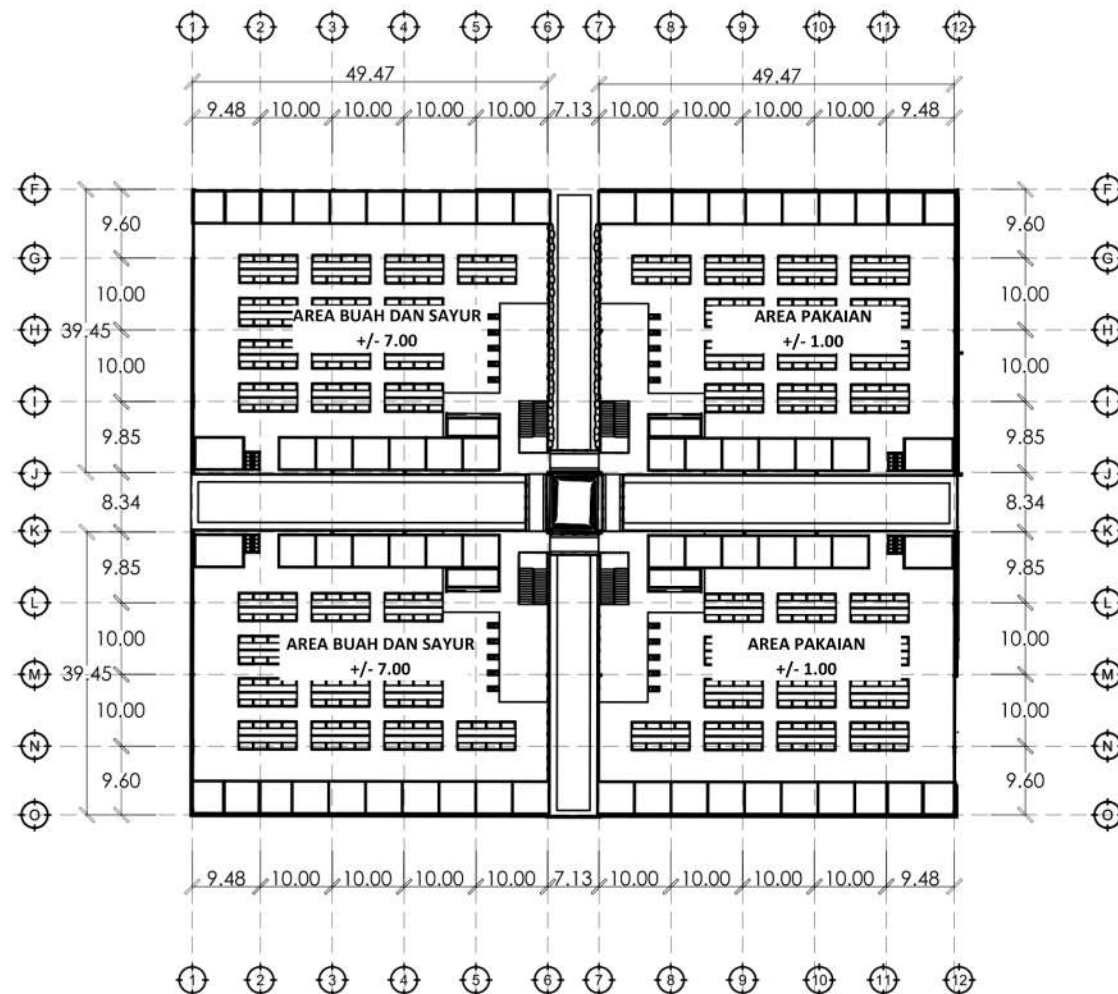 1 2 3 4 5 6 7 8 9 10 11 12
49.47 49.47
9.48 10.00 10.00 10.00 10.00 7.13 10.00 10.00 10.00 10.00 9.48
F F
9.60 9.60
G G
10.00 10.00
H H
39.45
AREA BUAH DAN SAYUR AREA PAKAIAN
+/- 7.00 +/- 1.00
10.00 10.00
I I
9.85 9.85
J J
8.34 8.34
K K
9.85 9.85
L L
10.00 10.00
AREA BUAH DAN SAYUR AREA PAKAIAN
+/- 7.00 +/- 1.00
M M
39.45
10.00 10.00
N N
9.60 9.60
O O
9.48 10.00 10.00 10.00 10.00 7.13 10.00 10.00 10.00 10.00 9.48
1 2 3 4 5 6 7 8 9 10 11 12